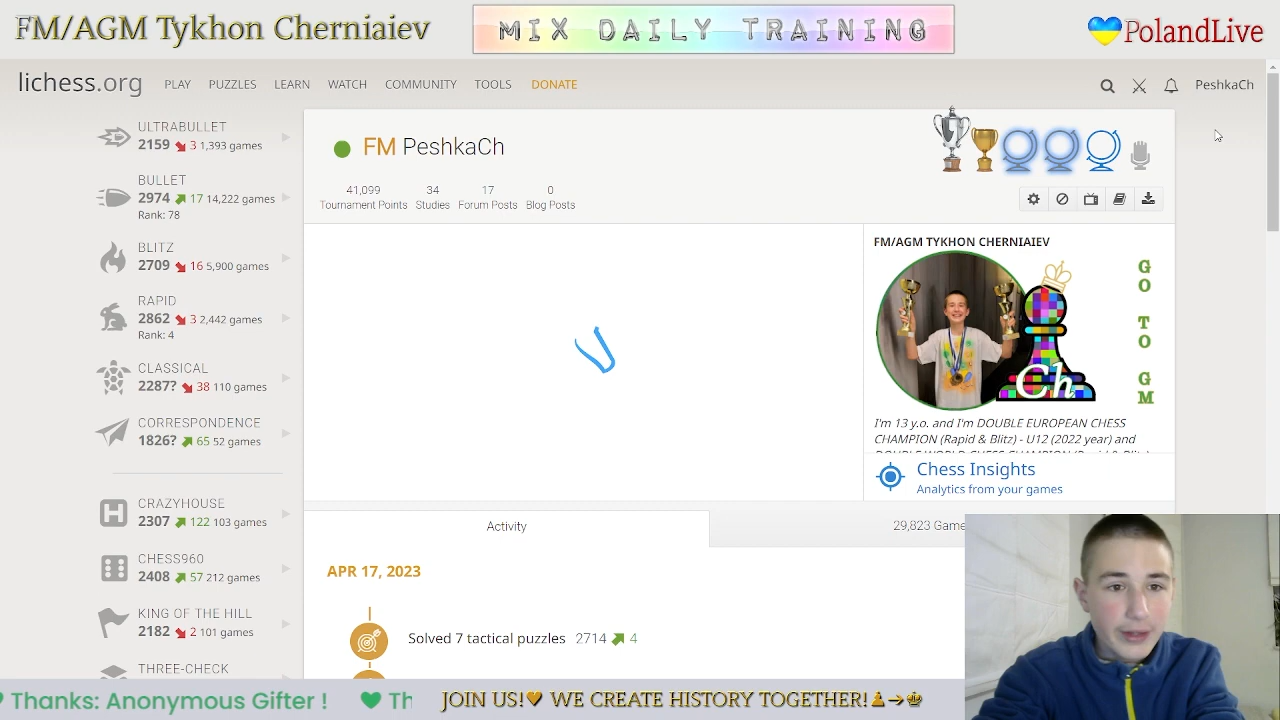 FM/AGM Tykhon Cherniaiev
MIX DAILY TRAINING
PolandLive
lichess.org PLAY PUZZLES LEARN WATCH COMMUNITY TOOLS DONATE PeshkaCh
ULTRABULLET
2159 3 1,393 games
BULLET
2974 17 14,222 games
Rank: 78
BLITZ
2709 16 5,900 games
RAPID
2862 3 2,442 games
Rank: 4
CLASSICAL
2287? 38 110 games
CORRESPONDENCE
1826? 65 52 games
CRAZYHOUSE
2307 122 103 games
CHESS960
2408 57 212 games
KING OF THE HILL
2182 2 101 games
THREE-CHECK
FM PeshkaCh
41,099 34 17 0
Tournament Points Studies Forum Posts Blog Posts
FM/AGM TYKHON CHERNIAIEV
Ch
GO
TO
GM
I'm 13 y.o. and I'm DOUBLE EUROPEAN CHESS
CHAMPION (Rapid & Blitz) - U12 (2022 year) and
DOUBLE WORLD CHESS CHAMPION (Rapid & Blitz)
Chess Insights
Analytics from your games
Activity
29,823 Game
APR 17, 2023
Solved 7 tactical puzzles 2714 4
Thanks: Anonymous Gifter ! Th
JOIN US! WE CREATE HISTORY TOGETHER!